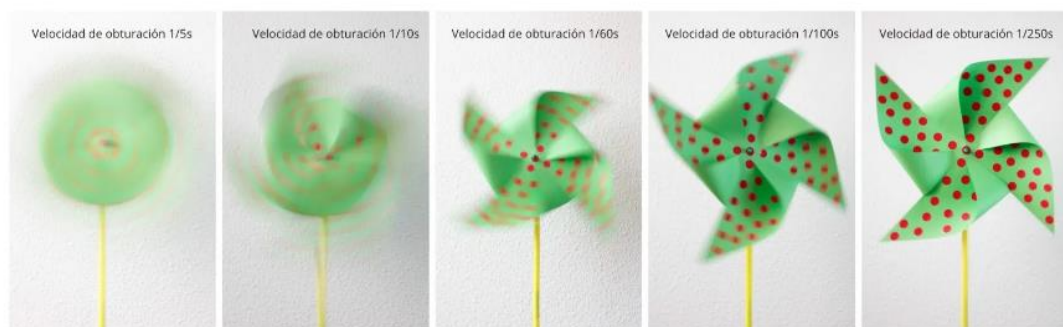 Velocidad de obturación 1/5s
Velocidad de obturación 1/10s
Velocidad de obturación 1/60s
Velocidad de obturación 1/100s
Velocidad de obturación 1/250s